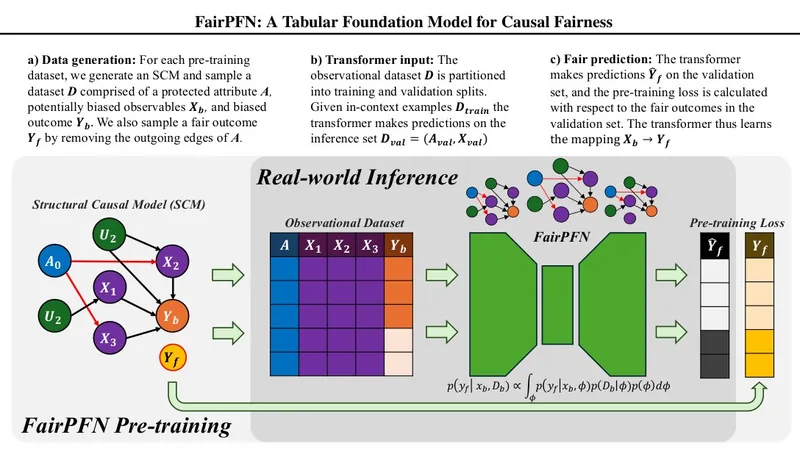 FairPFN: A Tabular Foundation Model for Causal Fairness
a) Data generation: For each pre-training
dataset, we generate an SCM and sample a
dataset D comprised of a protected attribute A,
potentially biased observables X_b, and biased
outcome Y_b. We also sample a fair outcome
Y_f by removing the outgoing edges of A.
b) Transformer input: The
observational dataset D is partitioned
into training and validation splits.
Given in-context examples D_train the
transformer makes predictions on the
inference set D_val = (A_val, X_val)
c) Fair prediction: The transformer
makes predictions Ŷ_f on the validation
set, and the pre-training loss is calculated
with respect to the fair outcomes in the
validation set. The transformer thus learns
the mapping X_b → Y_f
Real-world Inference
Structural Causal Model (SCM)
U_2
A_0
X_2
X_1
U_2
Y_b
X_3
Y_f
Observational Dataset
A X_1 X_2 X_3 Y_b
FairPFN
p(y_f| x_b, D_b) ∝ ∫_ϕ p(y_f|x_b, ϕ)p(D_b|ϕ)p(ϕ)dϕ
Pre-training Loss
Ŷ_f Y_f
FairPFN Pre-training